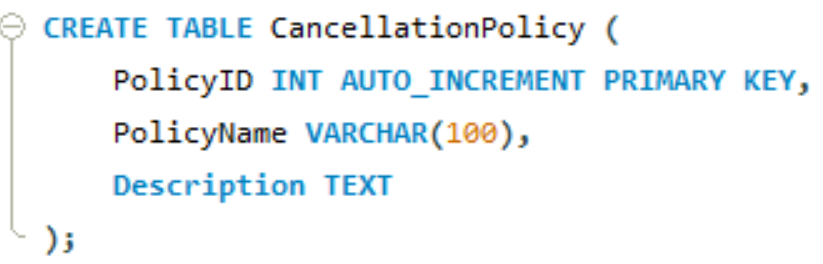 CREATE TABLE CancellationPolicy (
PolicyID INT AUTO_INCREMENT PRIMARY KEY,
PolicyName VARCHAR(100),
Description TEXT
);